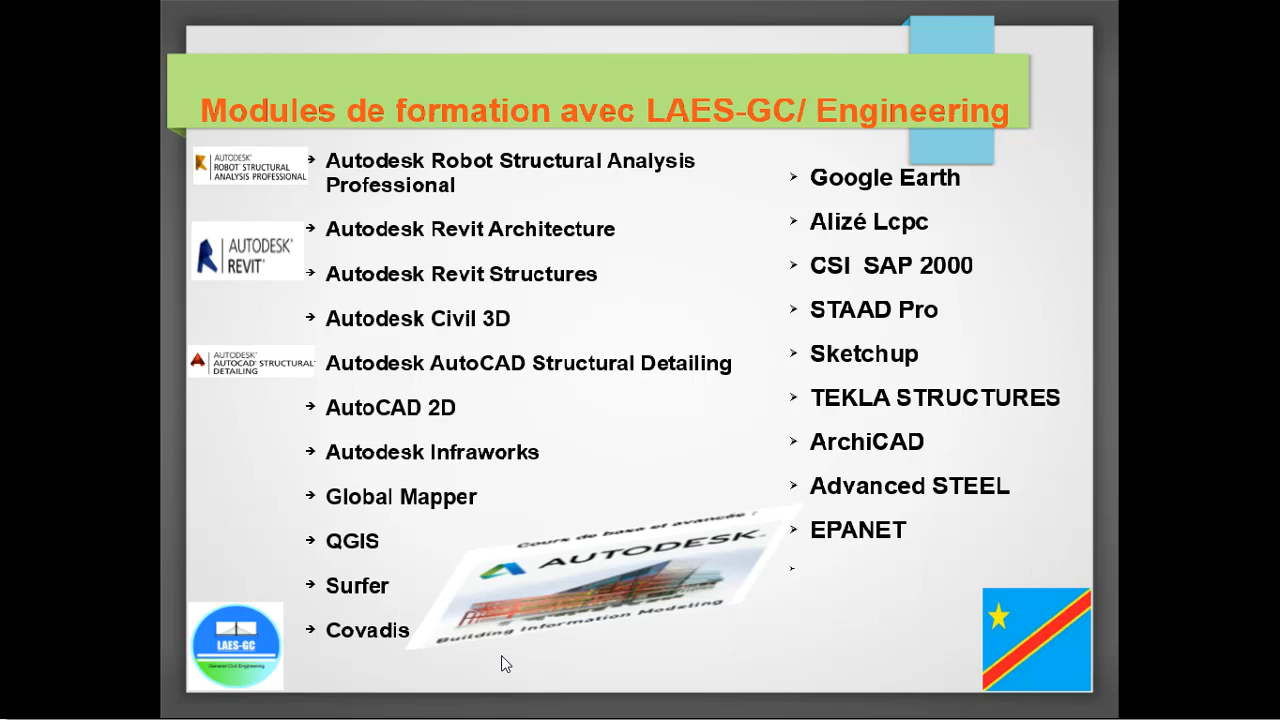 Modules de formation avec LAES-GC/ Engineering
AUTODESK®
ROBOT™ STRUCTURAL
ANALYSIS PROFESSIONAL
Autodesk Robot Structural Analysis
Professional
Autodesk Revit Architecture
AUTODESK®
REVIT®
Autodesk Revit Structures
Autodesk Civil 3D
AUTODESK®
AUTOCAD® STRUCTURAL
DETAILING
Autodesk AutoCAD Structural Detailing
AutoCAD 2D
Autodesk Infraworks
Global Mapper
QGIS
Surfer
Covadis
Google Earth
Alizé Lcpc
CSI  SAP 2000
STAAD Pro
Sketchup
TEKLA STRUCTURES
ArchiCAD
Advanced STEEL
EPANET
Cours de base et avancée :
AUTODESK.
Building Information Modeling
LAES-GC
General Civil Engineering